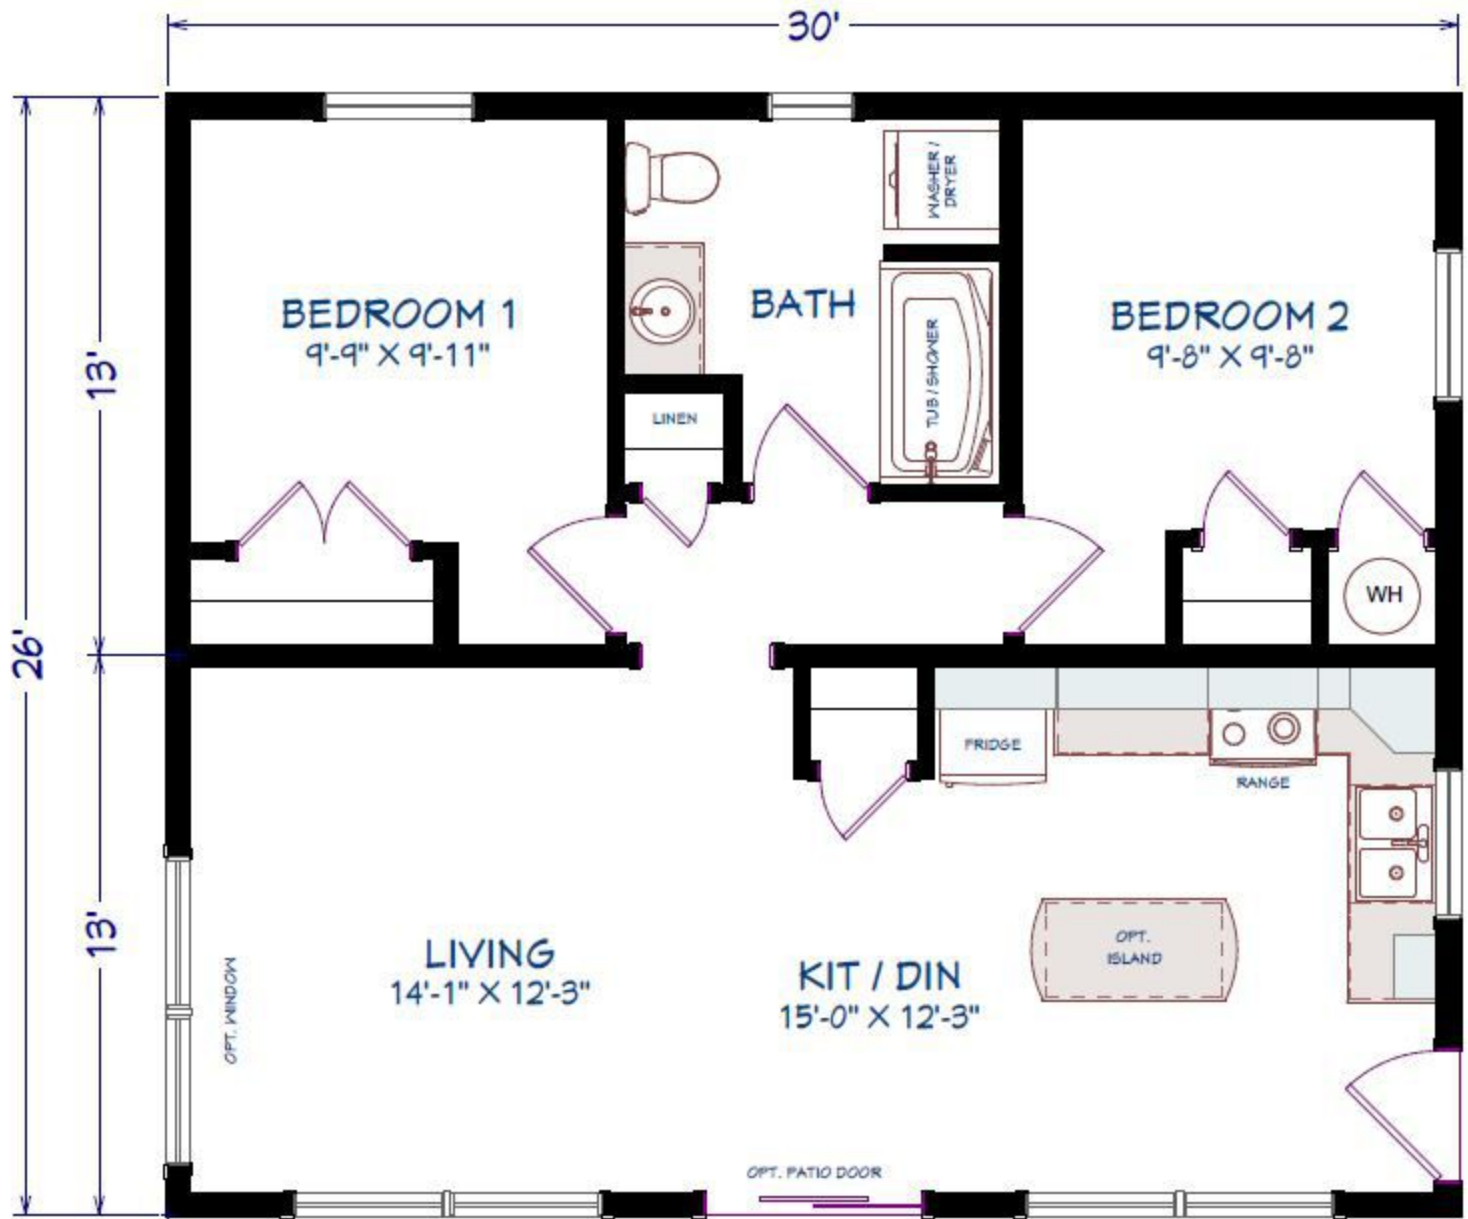 30'
26'
13'
13'
BEDROOM 1
9'-9" X 9'-11"
BATH
WASHER /
DRYER
TUB / SHOWER
LINEN
BEDROOM 2
9'-8" X 9'-8"
WH
FRIDGE
RANGE
OPT.
ISLAND
LIVING
14'-1" X 12'-3"
KIT / DIN
15'-0" X 12'-3"
OPT. WINDOW
OPT. PATIO DOOR